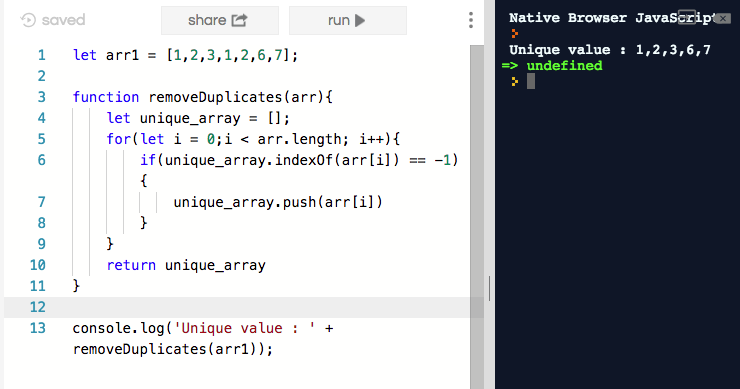 saved share run
1 let arr1 = [1,2,3,1,2,6,7];
2
3 function removeDuplicates(arr){
4 let unique_array = [];
5 for(let i = 0;i < arr.length; i++){
6 if(unique_array.indexOf(arr[i]) == -1)
{
7 unique_array.push(arr[i])
8 }
9 }
10 return unique_array
11 }
12
13 console.log('Unique value : ' +
removeDuplicates(arr1));
Native Browser JavaScript
Unique value : 1,2,3,6,7
=> undefined